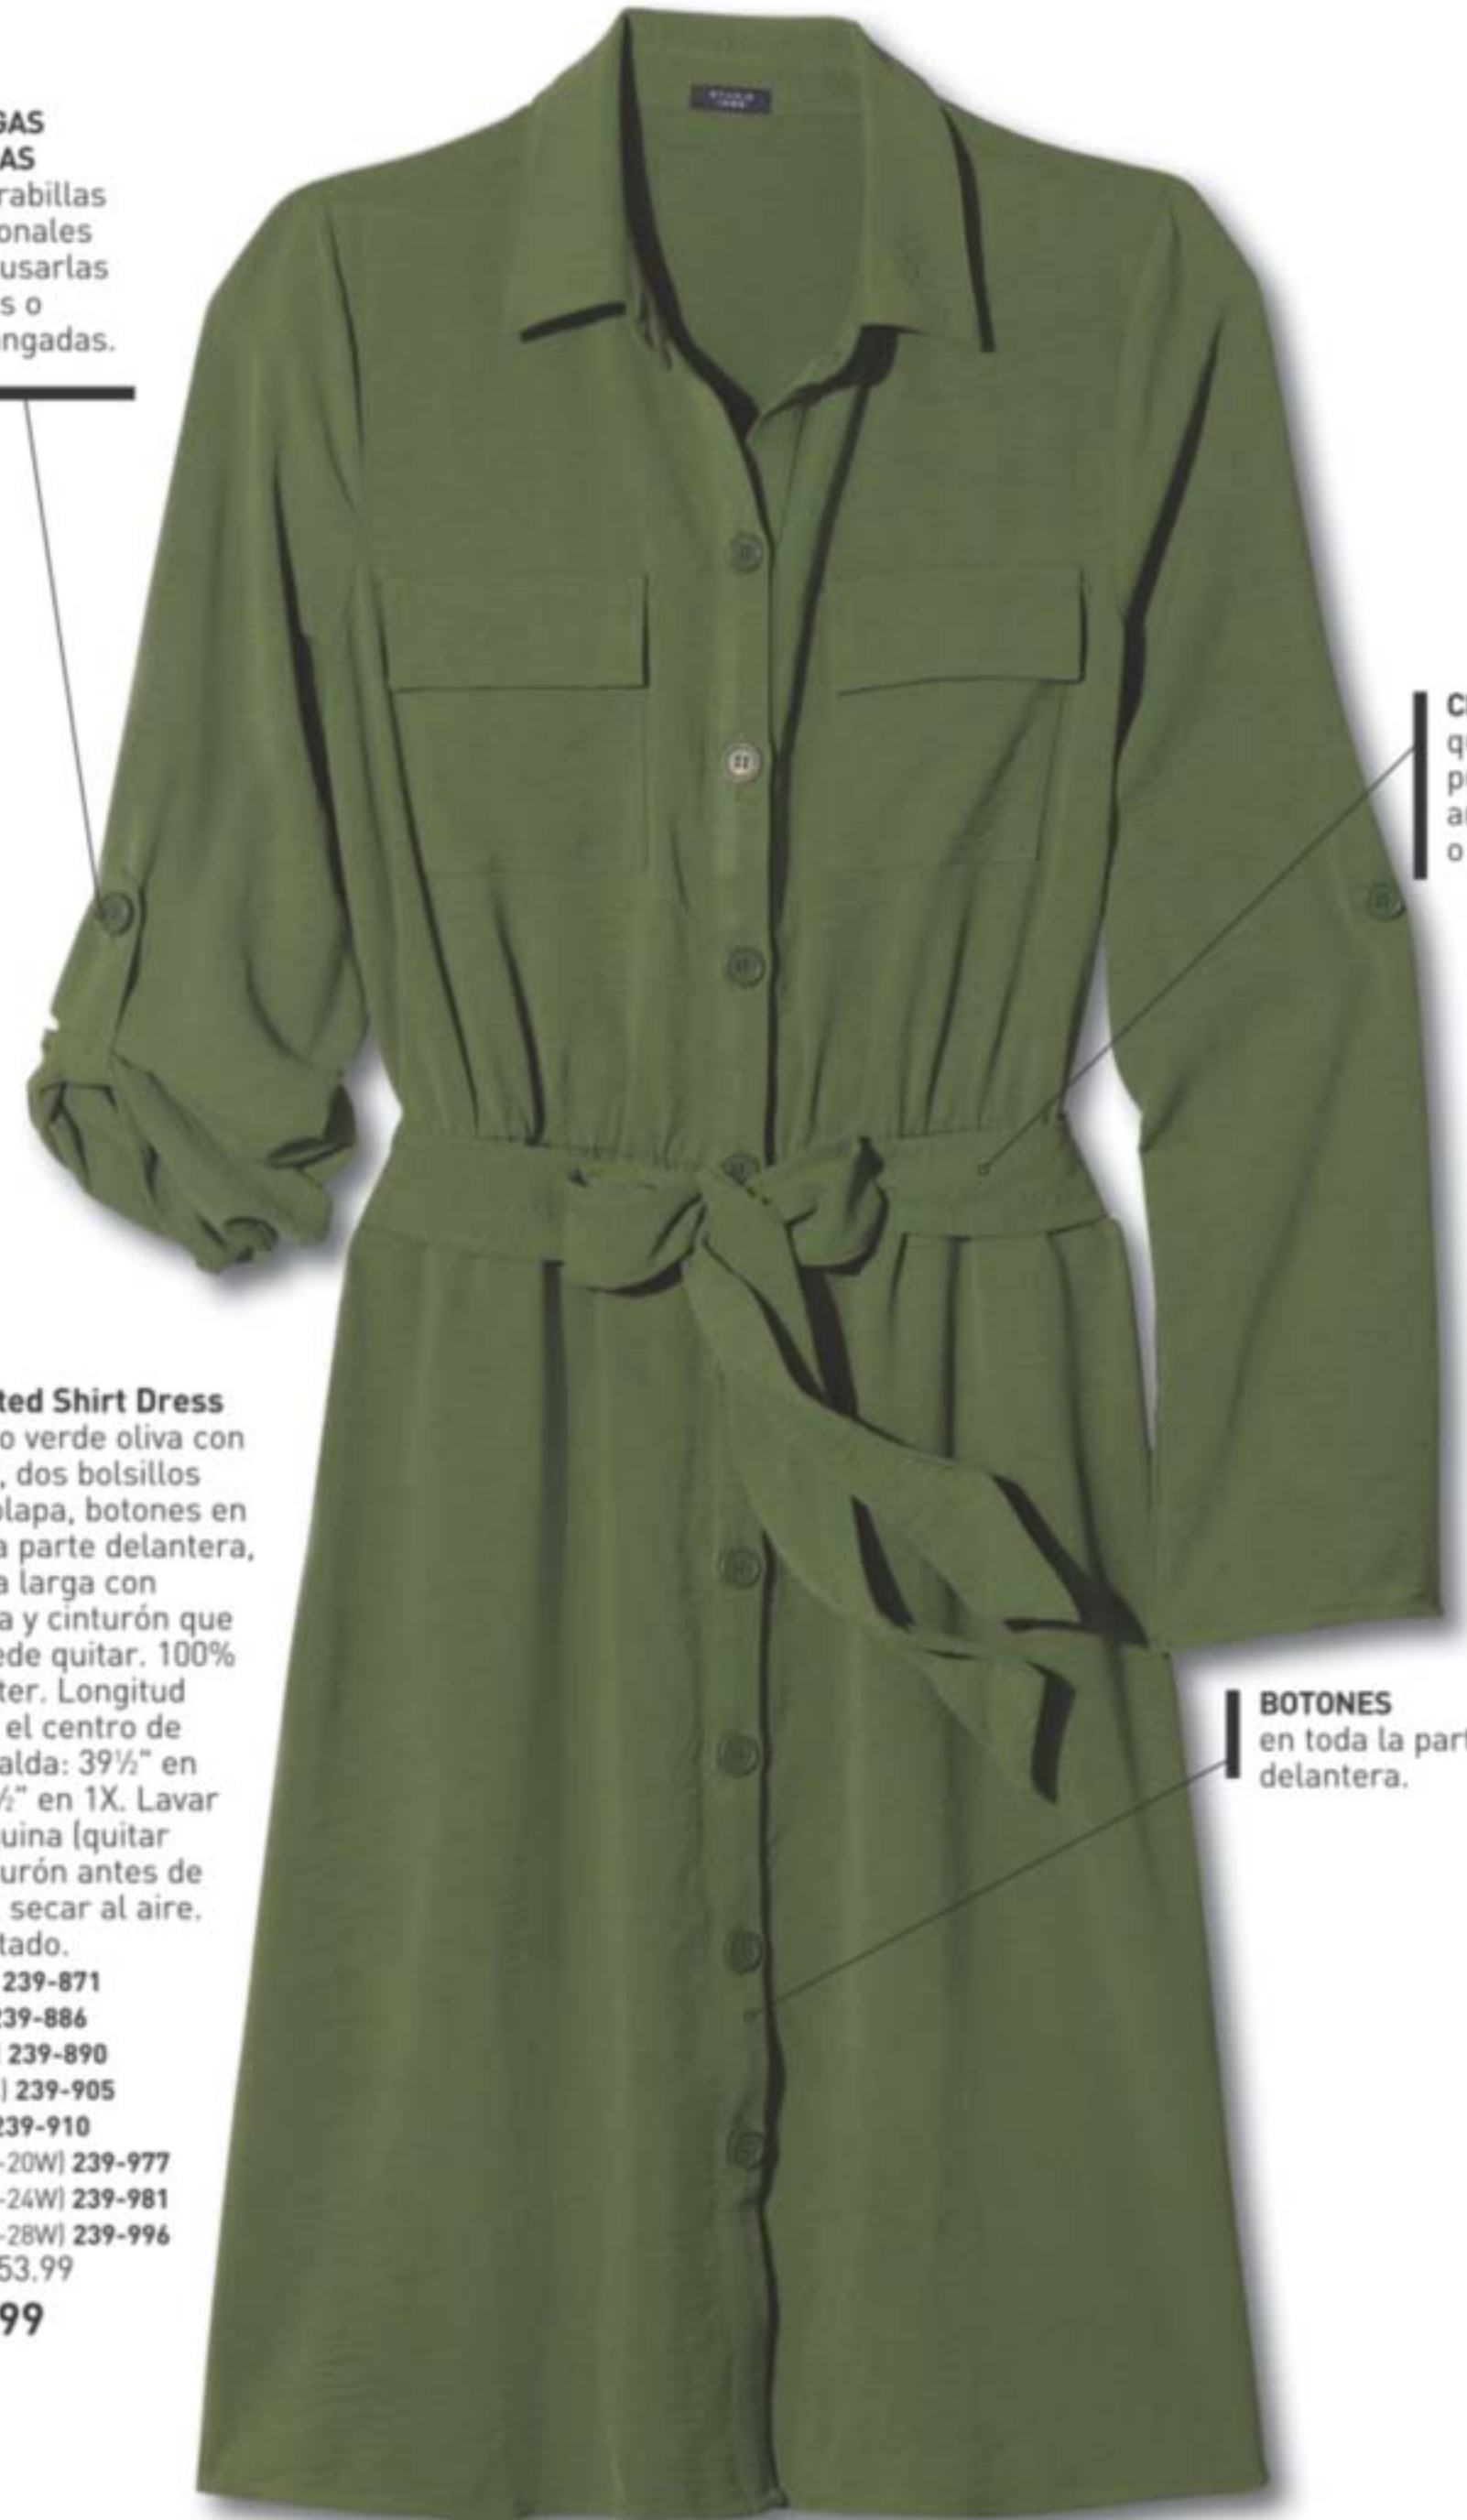 GAS
AS
rabillas
onales
usarlas
s o
ngadas.
STUDIO
1886
ted Shirt Dress
o verde oliva con
, dos bolsillos
olapa, botones en
a parte delantera,
a larga con
a y cinturón que
ede quitar. 100%
ter. Longitud
el centro de
alda: 39½" en
½" en 1X. Lavar
uina (quitar
urón antes de
. secar al aire.
tado.
239-871
239-886
) 239-890
) 239-905
239-910
-20W) 239-977
-24W) 239-981
-28W) 239-996
53.99
99
BOTONES
en toda la part
delantera.